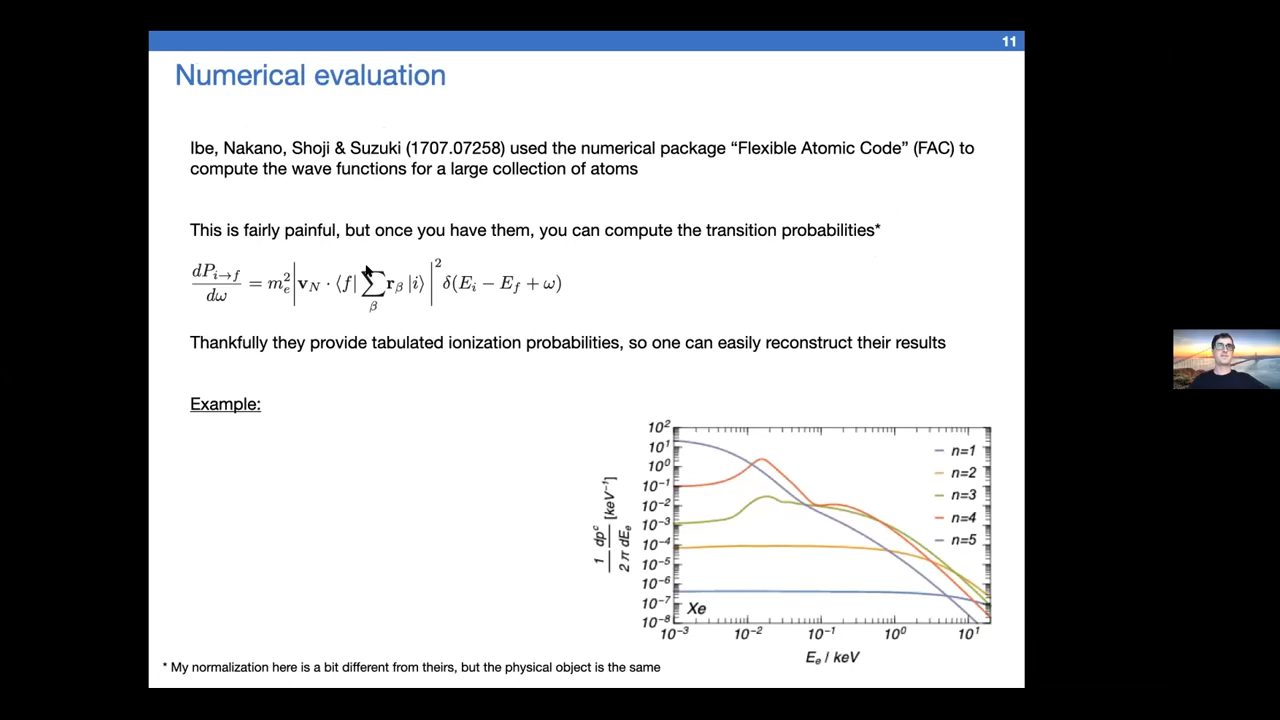 11
Numerical evaluation
Ibe, Nakano, Shoji & Suzuki (1707.07258) used the numerical package “Flexible Atomic Code” (FAC) to
compute the wave functions for a large collection of atoms
This is fairly painful, but once you have them, you can compute the transition probabilities*
dP_{i→f}/dω = m_e^2 |v_N · ⟨f| ∑_β r_β |i⟩|^2 δ(E_i − E_f + ω)
Thankfully they provide tabulated ionization probabilities, so one can easily reconstruct their results
Example:
10^2
10^1
10^0
10^-1
10^-2
10^-3
10^-4
10^-5
10^-6
10^-7
10^-8
1/2π dp^c/dE_e [keV^-1]
n=1
n=2
n=3
n=4
n=5
Xe
10^-3 10^-2 10^-1 10^0 10^1
E_e / keV
* My normalization here is a bit different from theirs, but the physical object is the same